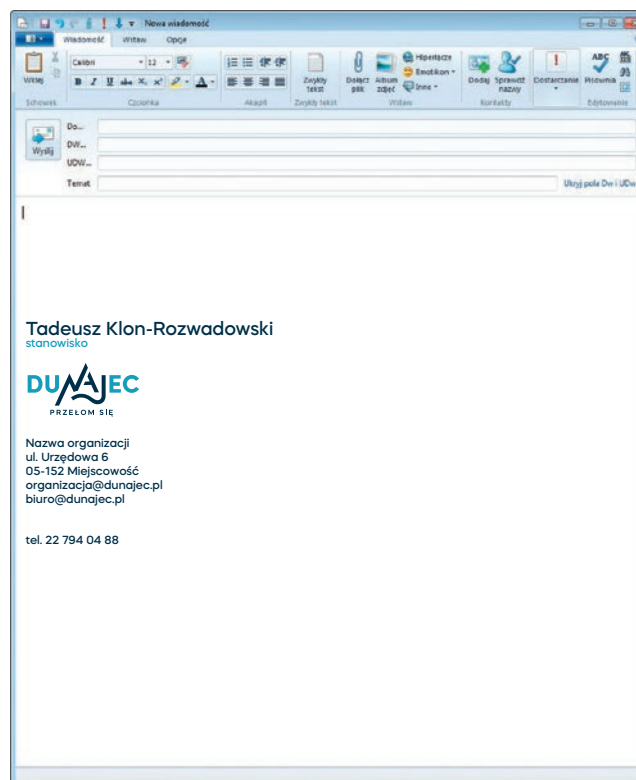 Nowa wiadomość
Wiadomość Wstaw Opcje
Wklej
Calibri 12
Zwykły tekst
Dołącz plik
Album zdjęć
Hiperłącze
Emotikon
Inne
Dodaj
Sprawdź nazwy
Dostarczanie
ABC
Pisownia
Schowek Czcionka Akapit Zwykły tekst Wstaw Kontakty Edytowanie
Wyślij
Do...
DW...
UDW...
Temat
Ukryj pola Dw i UDw
Tadeusz Klon-Rozwadowski
stanowisko
DUNAJEC
PRZEŁOM SIĘ
Nazwa organizacji
ul. Urzędowa 6
05-152 Miejscowość
organizacja@dunajec.pl
biuro@dunajec.pl
tel. 22 794 04 88